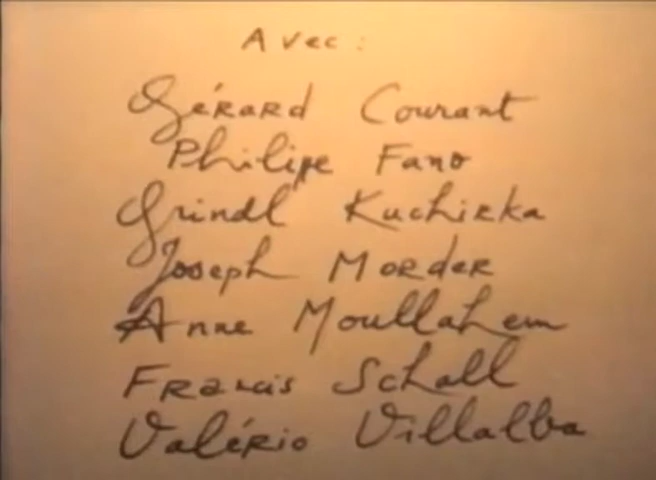 Avec:
Gérard Courant
Philipe Fano
Grindl Kuchirka
Joseph Morder
Anne Moullahem
Francis Schall
Valério Villalba